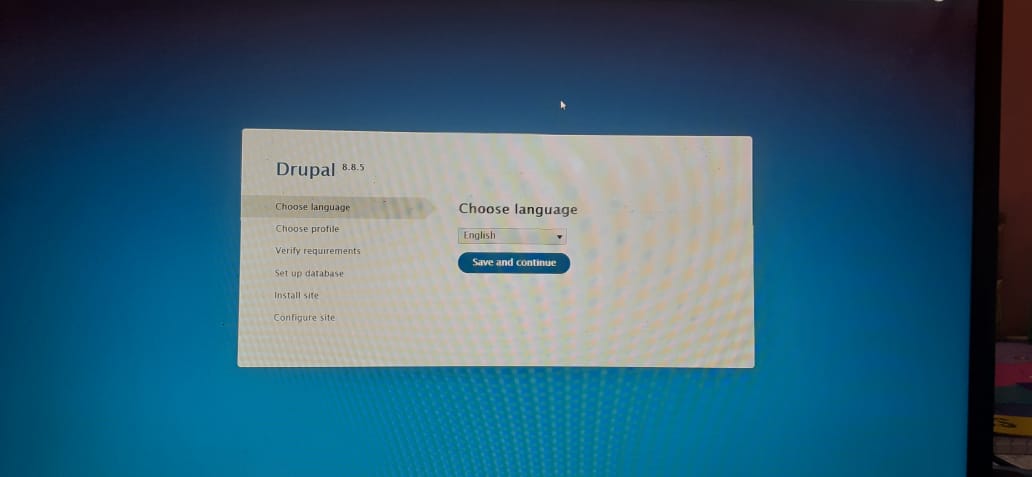 Drupal 8.8.5
Choose language
Choose profile
Verify requirements
Set up database
Install site
Configure site
Choose language
English
Save and continue